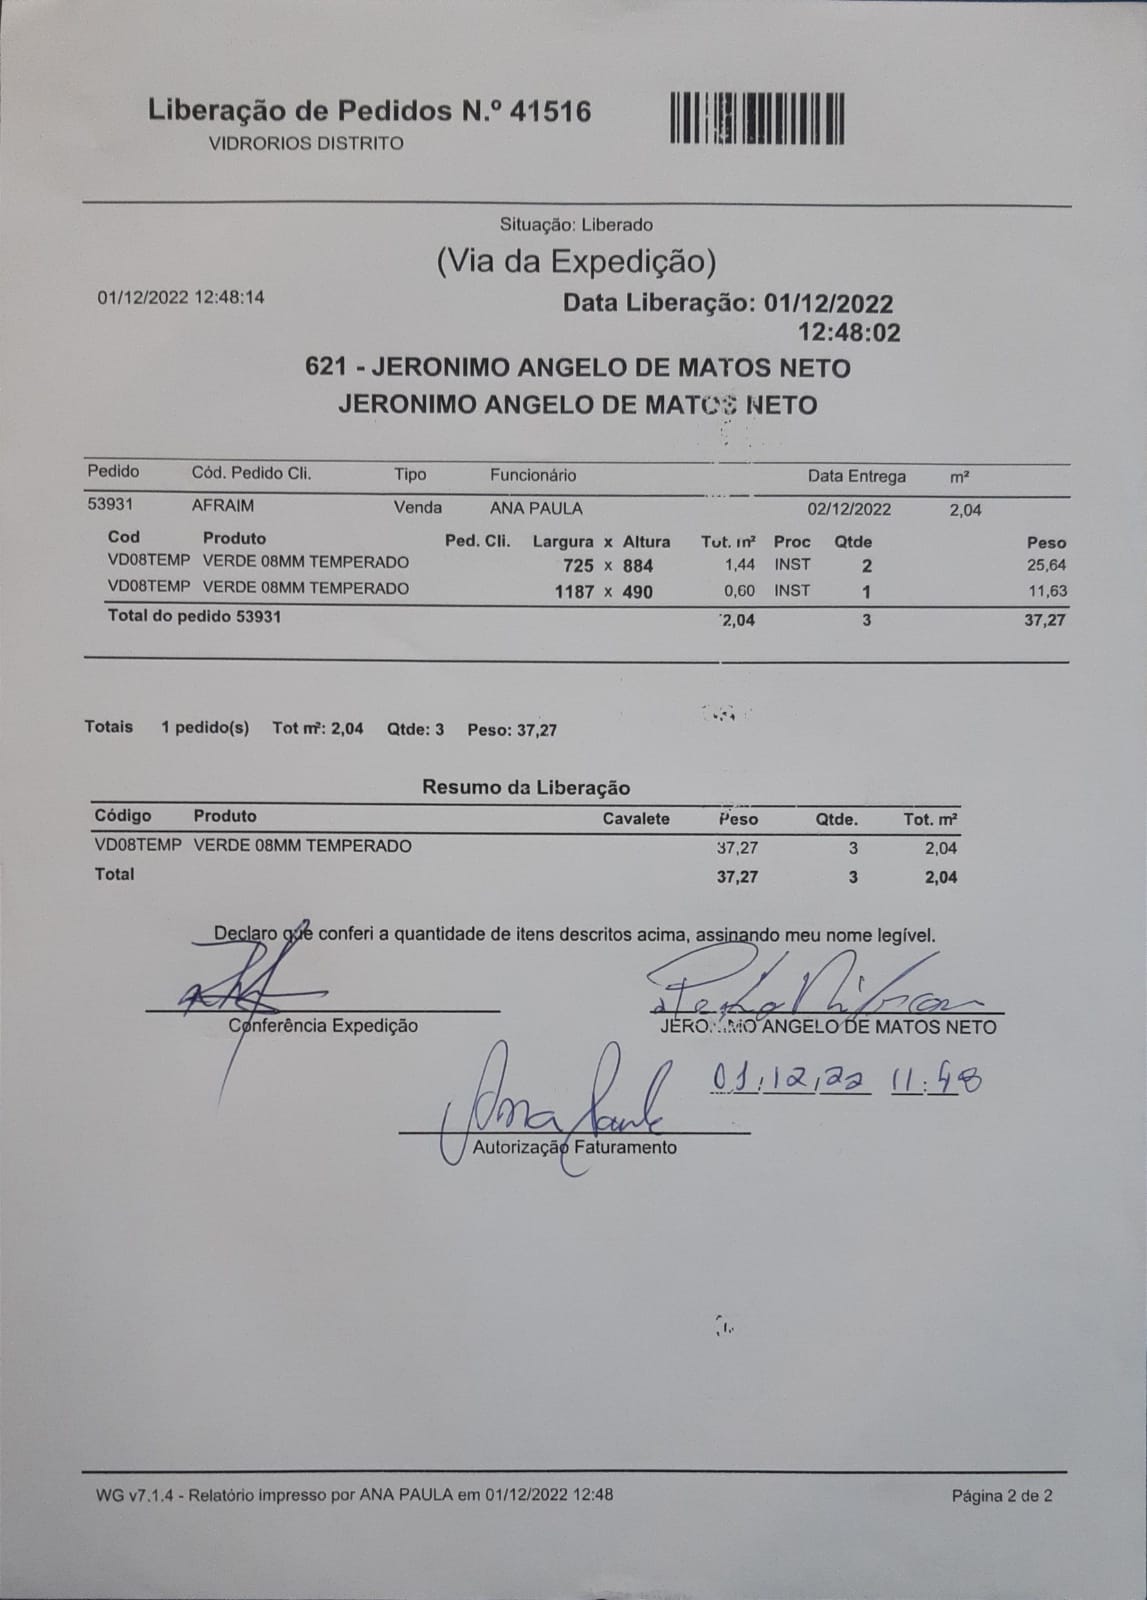 Liberação de Pedidos N.º 41516
VIDRORIOS DISTRITO
Situação: Liberado
(Via da Expedição)
01/12/2022 12:48:14
Data Liberação: 01/12/2022
12:48:02
621 - JERONIMO ANGELO DE MATOS NETO
JERONIMO ANGELO DE MATOS NETO
Pedido Cód. Pedido Cli. Tipo Funcionário Data Entrega m²
53931 AFRAIM Venda ANA PAULA 02/12/2022 2,04
Cod Produto Ped. Cli. Largura x Altura Tot. m² Proc Qtde Peso
VD08TEMP VERDE 08MM TEMPERADO 725 x 884 1,44 INST 2 25,64
VD08TEMP VERDE 08MM TEMPERADO 1187 x 490 0,60 INST 1 11,63
Total do pedido 53931 2,04 3 37,27
Totais 1 pedido(s) Tot m²: 2,04 Qtde: 3 Peso: 37,27
Resumo da Liberação
Código Produto Cavalete Peso Qtde. Tot. m²
VD08TEMP VERDE 08MM TEMPERADO 37,27 3 2,04
Total 37,27 3 2,04
Declaro que conferi a quantidade de itens descritos acima, assinando meu nome legível.
Conferência Expedição
JERONIMO ANGELO DE MATOS NETO
01,12,22 11:48
Ana Paula
Autorização Faturamento
WG v7.1.4 - Relatório impresso por ANA PAULA em 01/12/2022 12:48
Página 2 de 2